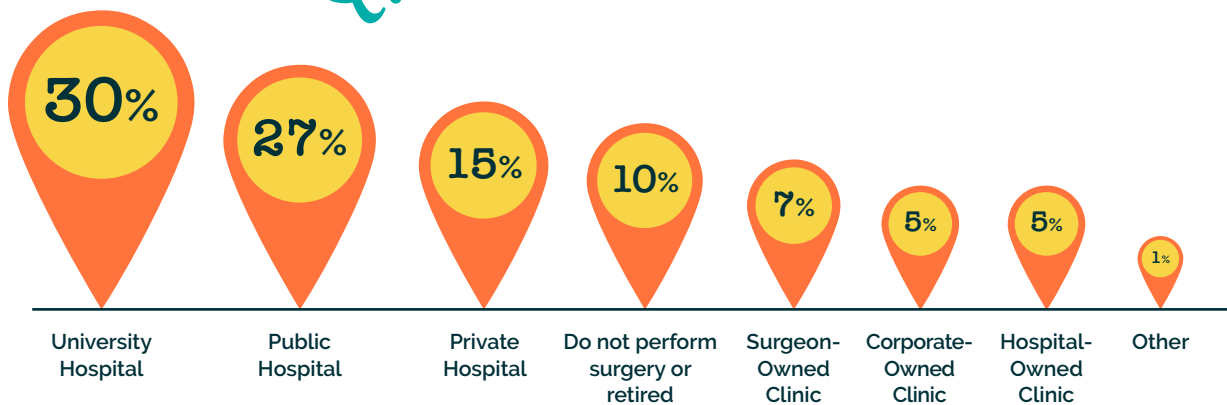 30%
27%
15%
10%
7%
5%
5%
1%
University
Hospital
Public
Hospital
Private
Hospital
Do not perform
surgery or
retired
Surgeon-
Owned
Clinic
Corporate-
Owned
Clinic
Hospital-
Owned
Clinic
Other